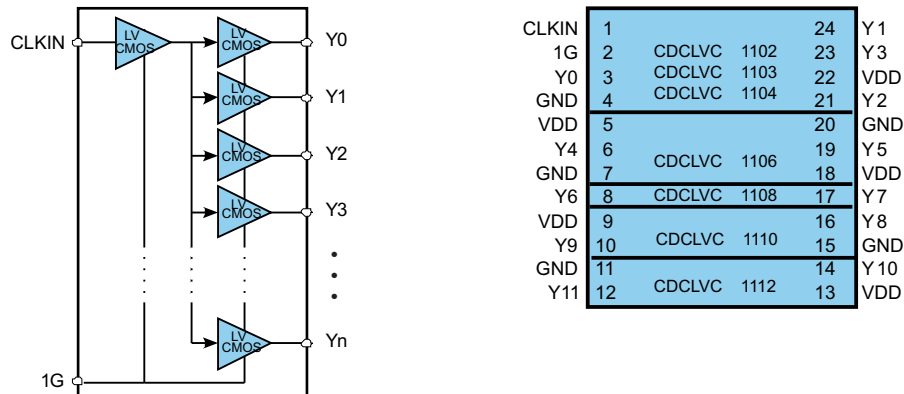 CLKIN
LV
CMOS
LV
CMOS
Y0
LV
CMOS
Y1
LV
CMOS
Y2
LV
CMOS
Y3
LV
CMOS
Yn
1G
CLKIN 1 24 Y1
1G 2 CDCLVC 1102 23 Y3
Y0 3 CDCLVC 1103 22 VDD
GND 4 CDCLVC 1104 21 Y2
VDD 5 20 GND
Y4 6 19 Y5
CDCLVC 1106
GND 7 18 VDD
Y6 8 CDCLVC 1108 17 Y7
VDD 9 16 Y8
Y9 10 CDCLVC 1110 15 GND
GND 11 14 Y10
Y11 12 CDCLVC 1112 13 VDD